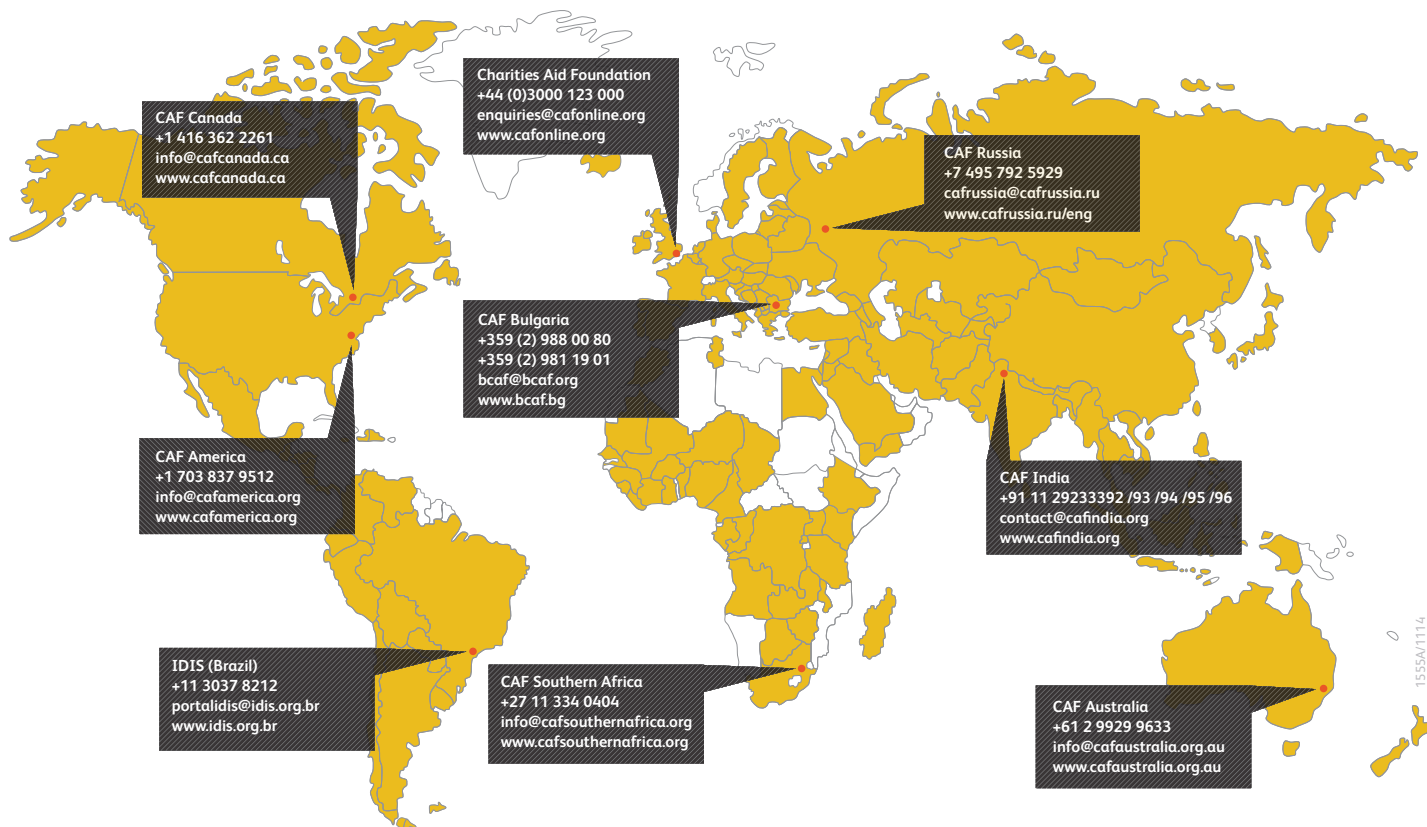 Charities Aid Foundation
+44 (0)3000 123 000
enquiries@cafonline.org
www.cafonline.org
CAF Canada
+1 416 362 2261
info@cafcanada.ca
www.cafcanada.ca
CAF Russia
+7 495 792 5929
cafrussia@cafrussia.ru
www.cafrussia.ru/eng
CAF Bulgaria
+359 (2) 988 00 80
+359 (2) 981 19 01
bcaf@bcaf.org
www.bcaf.bg
CAF America
+1 703 837 9512
info@cafamerica.org
www.cafamerica.org
CAF India
+91 11 29233392 /93 /94 /95 /96
contact@cafindia.org
www.cafindia.org
IDIS (Brazil)
+11 3037 8212
portalidis@idis.org.br
www.idis.org.br
CAF Southern Africa
+27 11 334 0404
info@cafsouthernafrica.org
www.cafsouthernafrica.org
CAF Australia
+61 2 9929 9633
info@cafaustralia.org.au
www.cafaustralia.org.au
1555A/1114